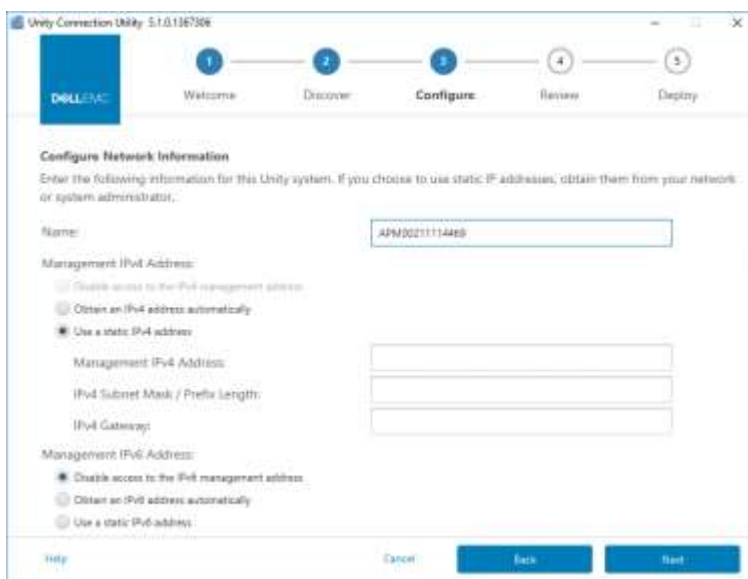 Unity Connection Utility 5.1.0.1367306
DELLEMC
1 2 3 4 5
Welcome Discover Configure Review Deploy
Configure Network Information
Enter the following information for this Unity system. If you choose to use static IP addresses, obtain them from your network
or system administrator.
Name: APM00211114469
Management IPv4 Address:
Disable access to the IPv4 management address
Obtain an IPv4 address automatically
Use a static IPv4 address
Management IPv4 Address:
IPv4 Subnet Mask / Prefix Length:
IPv4 Gateway:
Management IPv6 Address:
Disable access to the IPv6 management address
Obtain an IPv6 address automatically
Use a static IPv6 address
Help Cancel Back Next